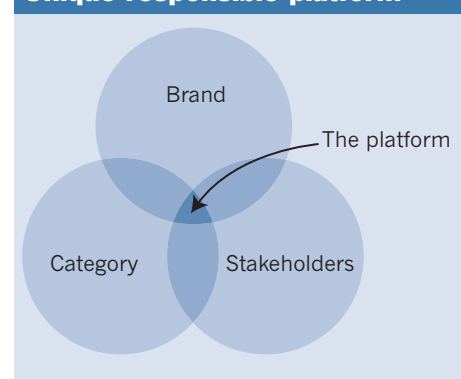 Unique responsible platform
Brand
The platform
Category
Stakeholders